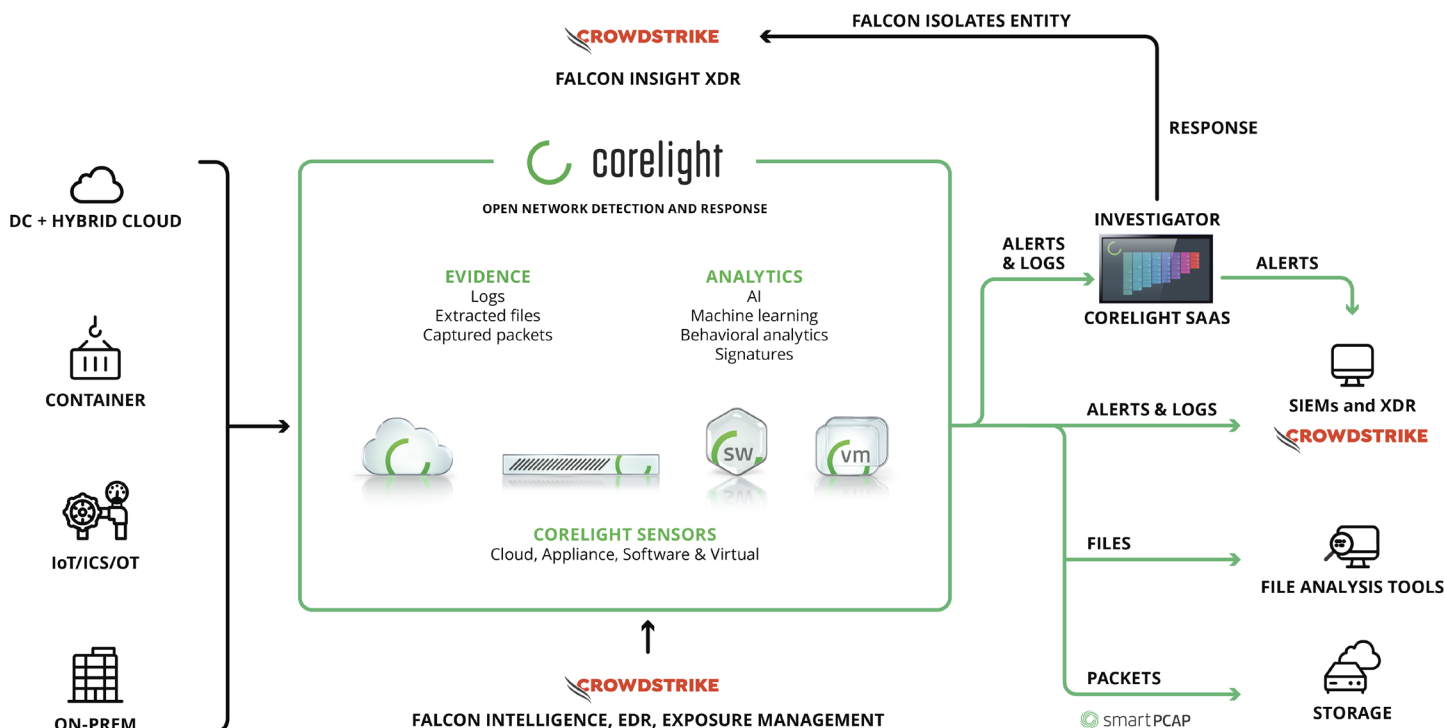 CROWDSTRIKE
FALCON INSIGHT XDR
FALCON ISOLATES ENTITY
RESPONSE
DC + HYBRID CLOUD
CONTAINER
IoT/ICS/OT
ON-PREM
corelight
OPEN NETWORK DETECTION AND RESPONSE
EVIDENCE
Logs
Extracted files
Captured packets
ANALYTICS
AI
Machine learning
Behavioral analytics
Signatures
sw
vm
CORELIGHT SENSORS
Cloud, Appliance, Software & Virtual
CROWDSTRIKE
FALCON INTELLIGENCE, EDR, EXPOSURE MANAGEMENT
ALERTS
& LOGS
INVESTIGATOR
CORELIGHT SAAS
ALERTS
ALERTS & LOGS
SIEMs and XDR
CROWDSTRIKE
FILES
FILE ANALYSIS TOOLS
PACKETS
smartPCAP
STORAGE